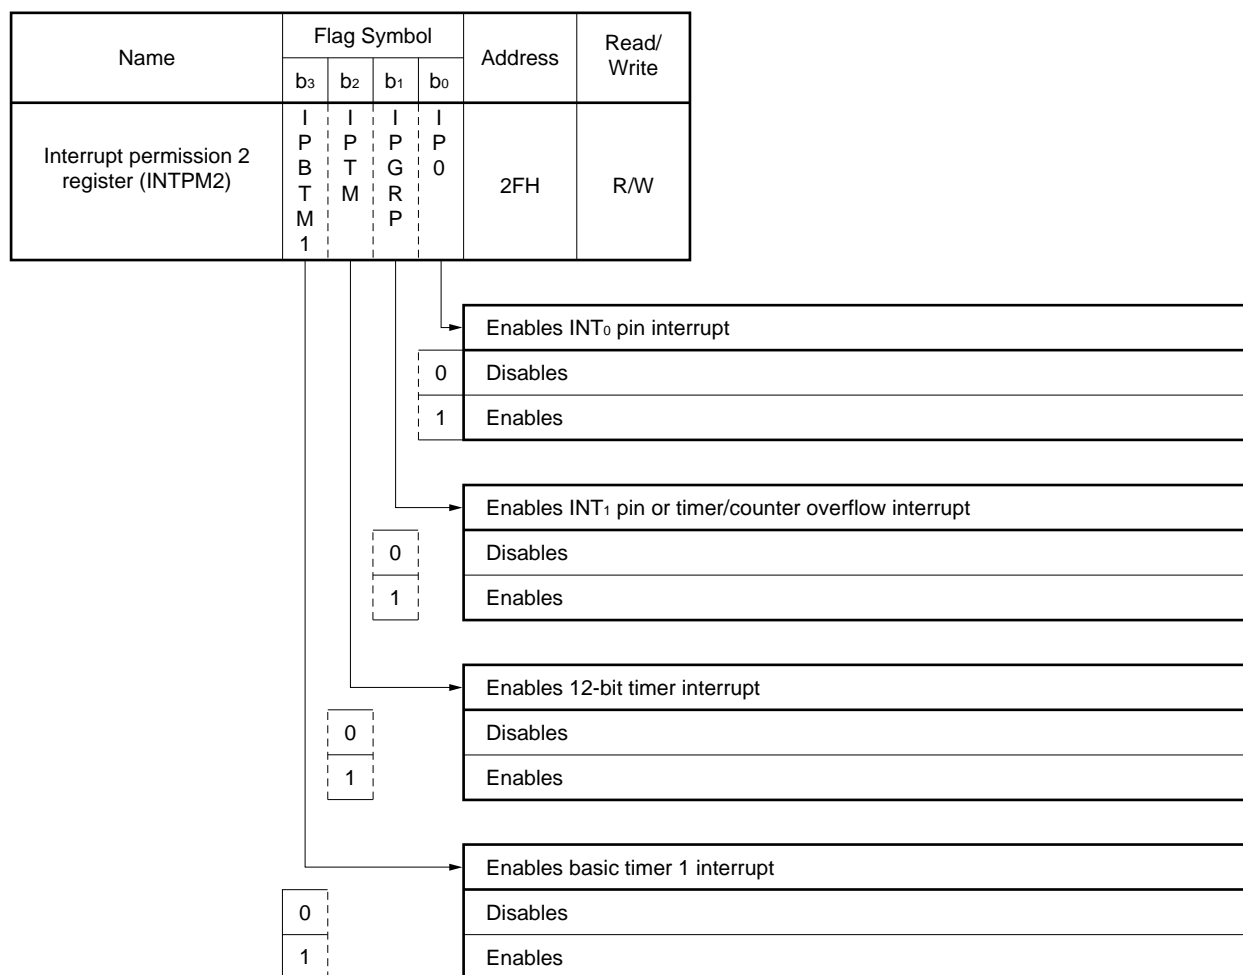 Name
Flag Symbol
b3 b2 b1 b0
Address
Read/
Write
Interrupt permission 2
register (INTPM2)
IPBTM1
IPTM
IPGRP
IP0
2FH
R/W
Enables INT0 pin interrupt
0 Disables
1 Enables
Enables INT1 pin or timer/counter overflow interrupt
0 Disables
1 Enables
Enables 12-bit timer interrupt
0 Disables
1 Enables
Enables basic timer 1 interrupt
0 Disables
1 Enables